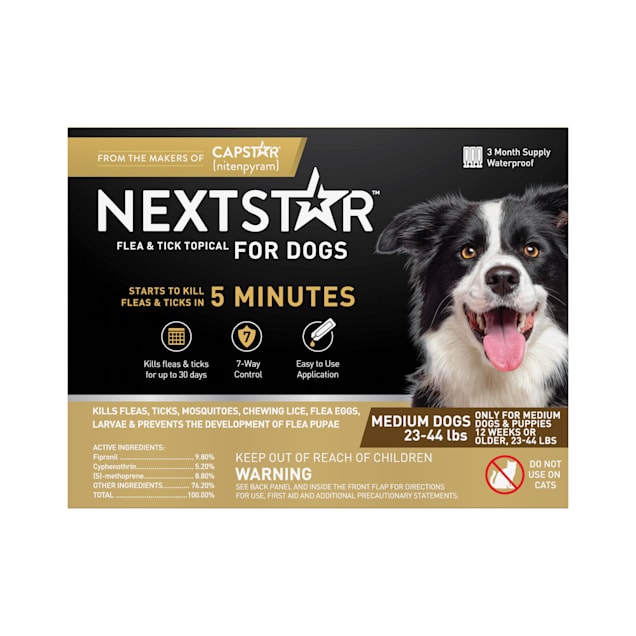 FROM THE MAKERS OF CAPSTAR
(nitenpyram)
3 Month Supply
Waterproof
NEXTSTAR™
FLEA & TICK TOPICAL FOR DOGS
STARTS TO KILL
FLEAS & TICKS IN 5 MINUTES
7
Kills fleas & ticks
for up to 30 days
7-Way
Control
Easy to Use
Application
KILLS FLEAS, TICKS, MOSQUITOES, CHEWING LICE, FLEA EGGS,
LARVAE & PREVENTS THE DEVELOPMENT OF FLEA PUPAE
MEDIUM DOGS
23-44 lbs
ONLY FOR MEDIUM
DOGS & PUPPIES
12 WEEKS OR
OLDER, 23-44 LBS
ACTIVE INGREDIENTS:
Fipronil 9.80%
Cyphenothrin 5.20%
(S)-methoprene 8.80%
OTHER INGREDIENTS 76.20%
TOTAL 100.00%
KEEP OUT OF REACH OF CHILDREN
WARNING
SEE BACK PANEL AND INSIDE THE FRONT FLAP FOR DIRECTIONS
FOR USE, FIRST AID AND ADDITIONAL PRECAUTIONARY STATEMENTS.
DO NOT
USE ON
CATS